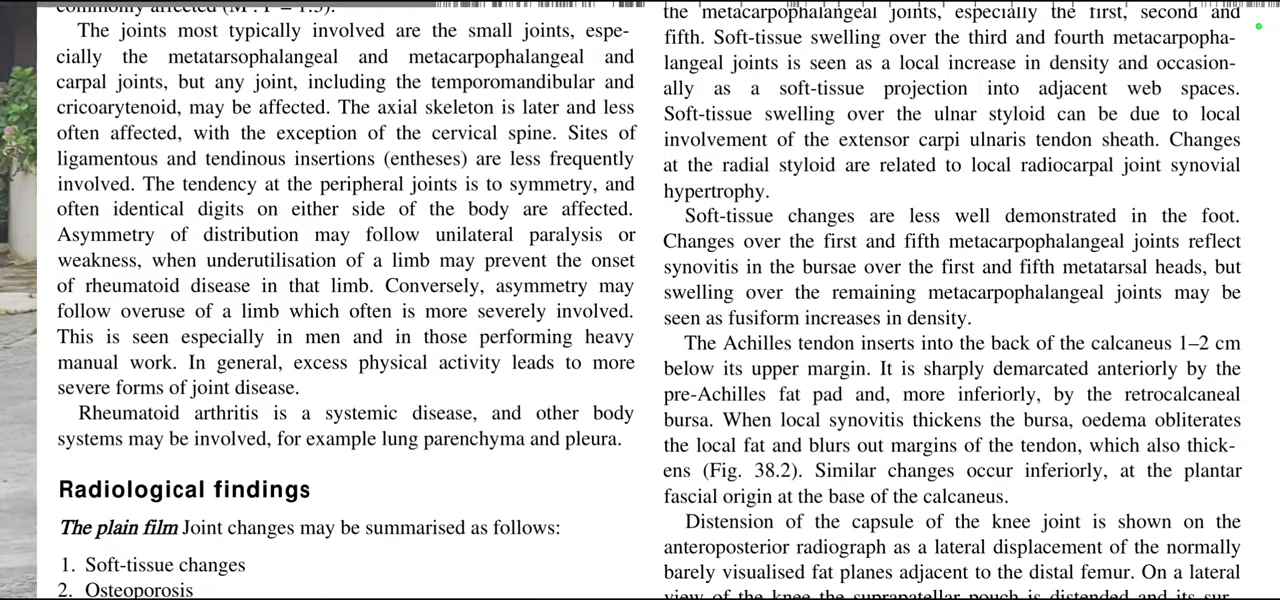 commonly affected (M : F = 1:3).
The joints most typically involved are the small joints, espe-
cially the metatarsophalangeal and metacarpophalangeal and
carpal joints, but any joint, including the temporomandibular and
cricoarytenoid, may be affected. The axial skeleton is later and less
often affected, with the exception of the cervical spine. Sites of
ligamentous and tendinous insertions (entheses) are less frequently
involved. The tendency at the peripheral joints is to symmetry, and
often identical digits on either side of the body are affected.
Asymmetry of distribution may follow unilateral paralysis or
weakness, when underutilisation of a limb may prevent the onset
of rheumatoid disease in that limb. Conversely, asymmetry may
follow overuse of a limb which often is more severely involved.
This is seen especially in men and in those performing heavy
manual work. In general, excess physical activity leads to more
severe forms of joint disease.
Rheumatoid arthritis is a systemic disease, and other body
systems may be involved, for example lung parenchyma and pleura.
Radiological findings
The plain film Joint changes may be summarised as follows:
1. Soft-tissue changes
2. Osteoporosis
the metacarpophalangeal joints, especially the first, second and
fifth. Soft-tissue swelling over the third and fourth metacarpopha-
langeal joints is seen as a local increase in density and occasion-
ally as a soft-tissue projection into adjacent web spaces.
Soft-tissue swelling over the ulnar styloid can be due to local
involvement of the extensor carpi ulnaris tendon sheath. Changes
at the radial styloid are related to local radiocarpal joint synovial
hypertrophy.
Soft-tissue changes are less well demonstrated in the foot.
Changes over the first and fifth metacarpophalangeal joints reflect
synovitis in the bursae over the first and fifth metatarsal heads, but
swelling over the remaining metacarpophalangeal joints may be
seen as fusiform increases in density.
The Achilles tendon inserts into the back of the calcaneus 1–2 cm
below its upper margin. It is sharply demarcated anteriorly by the
pre-Achilles fat pad and, more inferiorly, by the retrocalcaneal
bursa. When local synovitis thickens the bursa, oedema obliterates
the local fat and blurs out margins of the tendon, which also thick-
ens (Fig. 38.2). Similar changes occur inferiorly, at the plantar
fascial origin at the base of the calcaneus.
Distension of the capsule of the knee joint is shown on the
anteroposterior radiograph as a lateral displacement of the normally
barely visualised fat planes adjacent to the distal femur. On a lateral
view of the knee the suprapatellar pouch is distended and its sur-